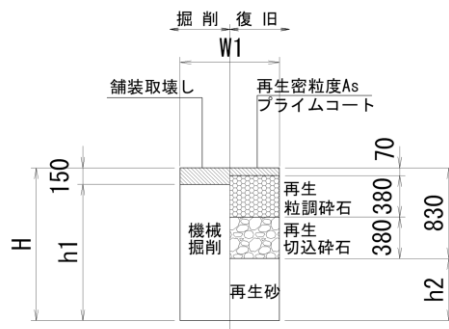 掘削 復旧
W1
舗装取壊し
再生密粒度As
プライムコート
150
70
再生
粒調砕石
380
機械
掘削
再生
切込砕石
380
830
H
h1
再生砂
h2